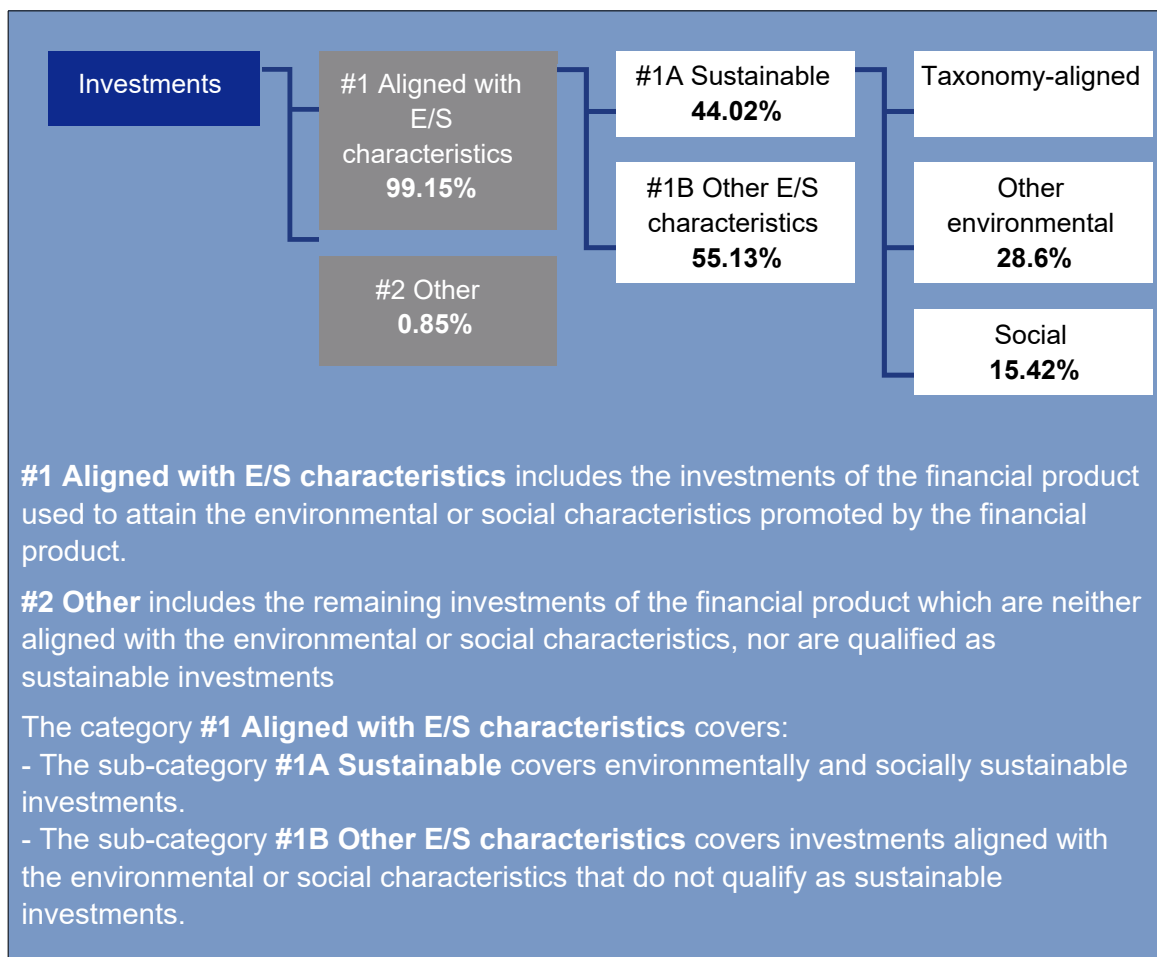 Investments
#1 Aligned with
E/S
characteristics
99.15%
#2 Other
0.85%
#1A Sustainable
44.02%
#1B Other E/S
characteristics
55.13%
Taxonomy-aligned
Other
environmental
28.6%
Social
15.42%
#1 Aligned with E/S characteristics includes the investments of the financial product
used to attain the environmental or social characteristics promoted by the financial
product.
#2 Other includes the remaining investments of the financial product which are neither
aligned with the environmental or social characteristics, nor are qualified as
sustainable investments
The category #1 Aligned with E/S characteristics covers:
- The sub-category #1A Sustainable covers environmentally and socially sustainable
investments.
- The sub-category #1B Other E/S characteristics covers investments aligned with
the environmental or social characteristics that do not qualify as sustainable
investments.